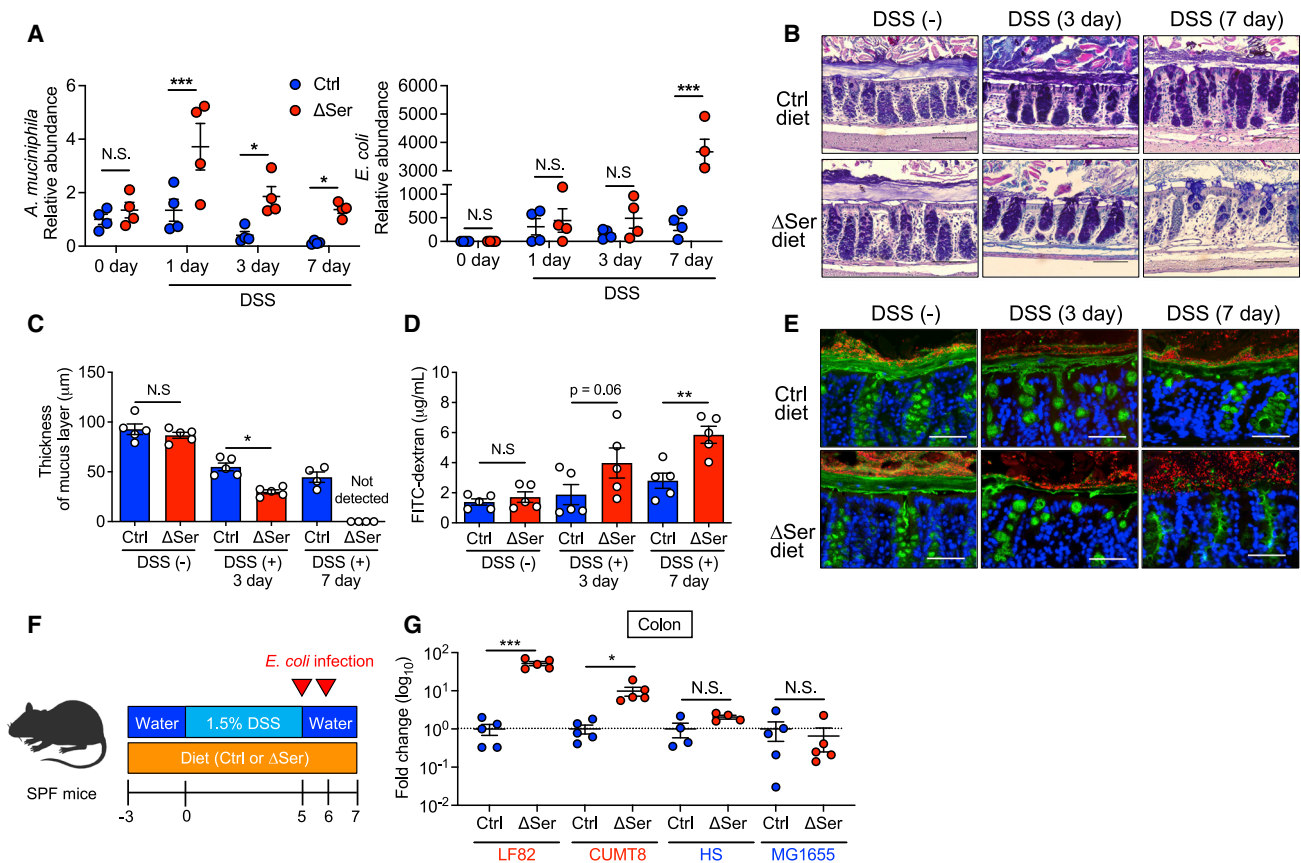 A
A. muciniphila
Relative abundance
6
4
2
0
N.S.
***
*
*
Ctrl
ΔSer
0 day
1 day
3 day
7 day
DSS
E. coli
Relative abundance
6000
5000
4000
3000
2000
1000
500
0
N.S
N.S.
N.S.
***
0 day
1 day
3 day
7 day
DSS
B
DSS (-)
DSS (3 day)
DSS (7 day)
Ctrl
diet
ΔSer
diet
C
Thickness
of mucus layer (μm)
150
100
50
0
N.S
*
Not
detected
Ctrl
ΔSer
Ctrl
ΔSer
Ctrl
ΔSer
DSS (-)
DSS (+)
3 day
DSS (+)
7 day
D
FITC-dextran (μg/mL)
10
8
6
4
2
0
N.S
p = 0.06
**
Ctrl
ΔSer
Ctrl
ΔSer
Ctrl
ΔSer
DSS (-)
DSS (+)
3 day
DSS (+)
7 day
E
DSS (-)
DSS (3 day)
DSS (7 day)
Ctrl
diet
ΔSer
diet
F
E. coli infection
Water
1.5% DSS
Water
Diet (Ctrl or ΔSer)
SPF mice
-3
0
5
6
7
G
Colon
Fold change (log10)
10²
10¹
10⁰
10⁻¹
10⁻²
***
*
N.S.
N.S.
Ctrl
ΔSer
Ctrl
ΔSer
Ctrl
ΔSer
Ctrl
ΔSer
LF82
CUMT8
HS
MG1655